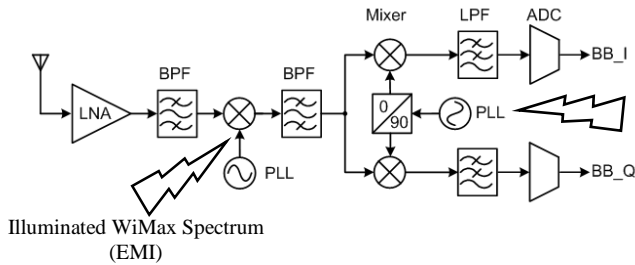 Mixer
LPF
ADC
BPF
BPF
BB_I
LNA
0
90
PLL
PLL
BB_Q
Illuminated WiMax Spectrum
(EMI)